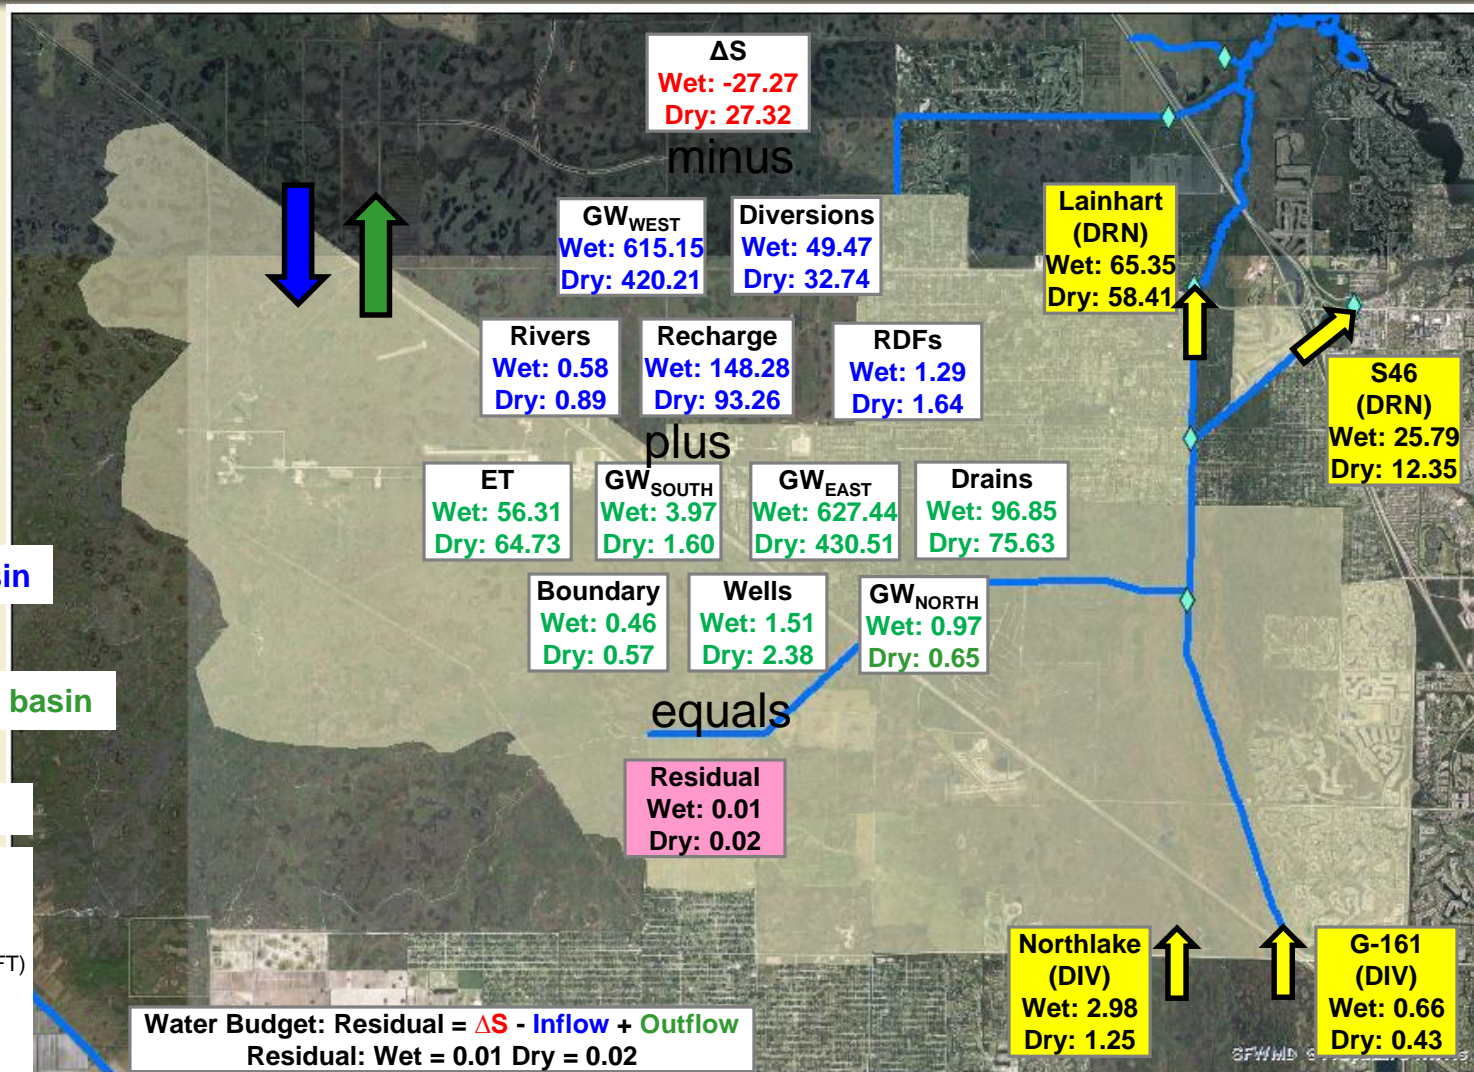 ΔS
Wet: -27.27
Dry: 27.32
minus
GWWEST
Wet: 615.15
Dry: 420.21
Diversions
Wet: 49.47
Dry: 32.74
Lainhart
(DRN)
Wet: 65.35
Dry: 58.41
Rivers
Wet: 0.58
Dry: 0.89
Recharge
Wet: 148.28
Dry: 93.26
RDFs
Wet: 1.29
Dry: 1.64
S46
(DRN)
Wet: 25.79
Dry: 12.35
plus
ET
Wet: 56.31
Dry: 64.73
GWSOUTH
Wet: 3.97
Dry: 1.60
GWEAST
Wet: 627.44
Dry: 430.51
Drains
Wet: 96.85
Dry: 75.63
Boundary
Wet: 0.46
Dry: 0.57
Wells
Wet: 1.51
Dry: 2.38
GWNORTH
Wet: 0.97
Dry: 0.65
basin
equals
Residual
Wet: 0.01
Dry: 0.02
Northlake
(DIV)
Wet: 2.98
Dry: 1.25
G-161
(DIV)
Wet: 0.66
Dry: 0.43
Water Budget: Residual = ΔS - Inflow + Outflow
Residual: Wet = 0.01 Dry = 0.02
SFWMD